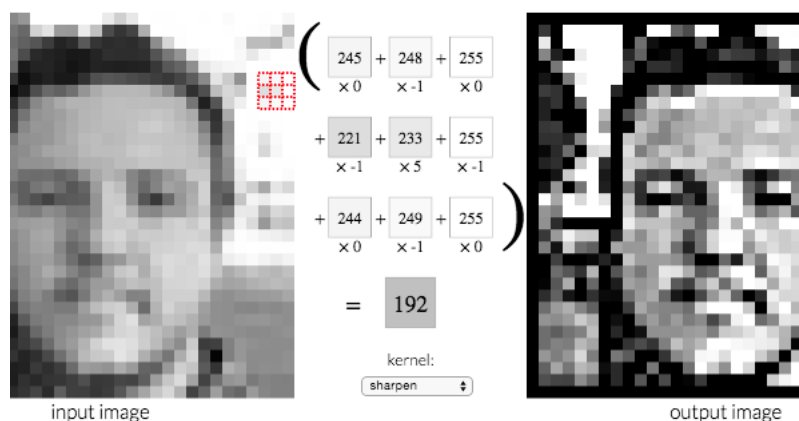 ( 245 + 248 + 255
×0 ×-1 ×0
+ 221 + 233 + 255
×-1 ×5 ×-1
+ 244 + 249 + 255 )
×0 ×-1 ×0
= 192
kernel:
sharpen
input image
output image